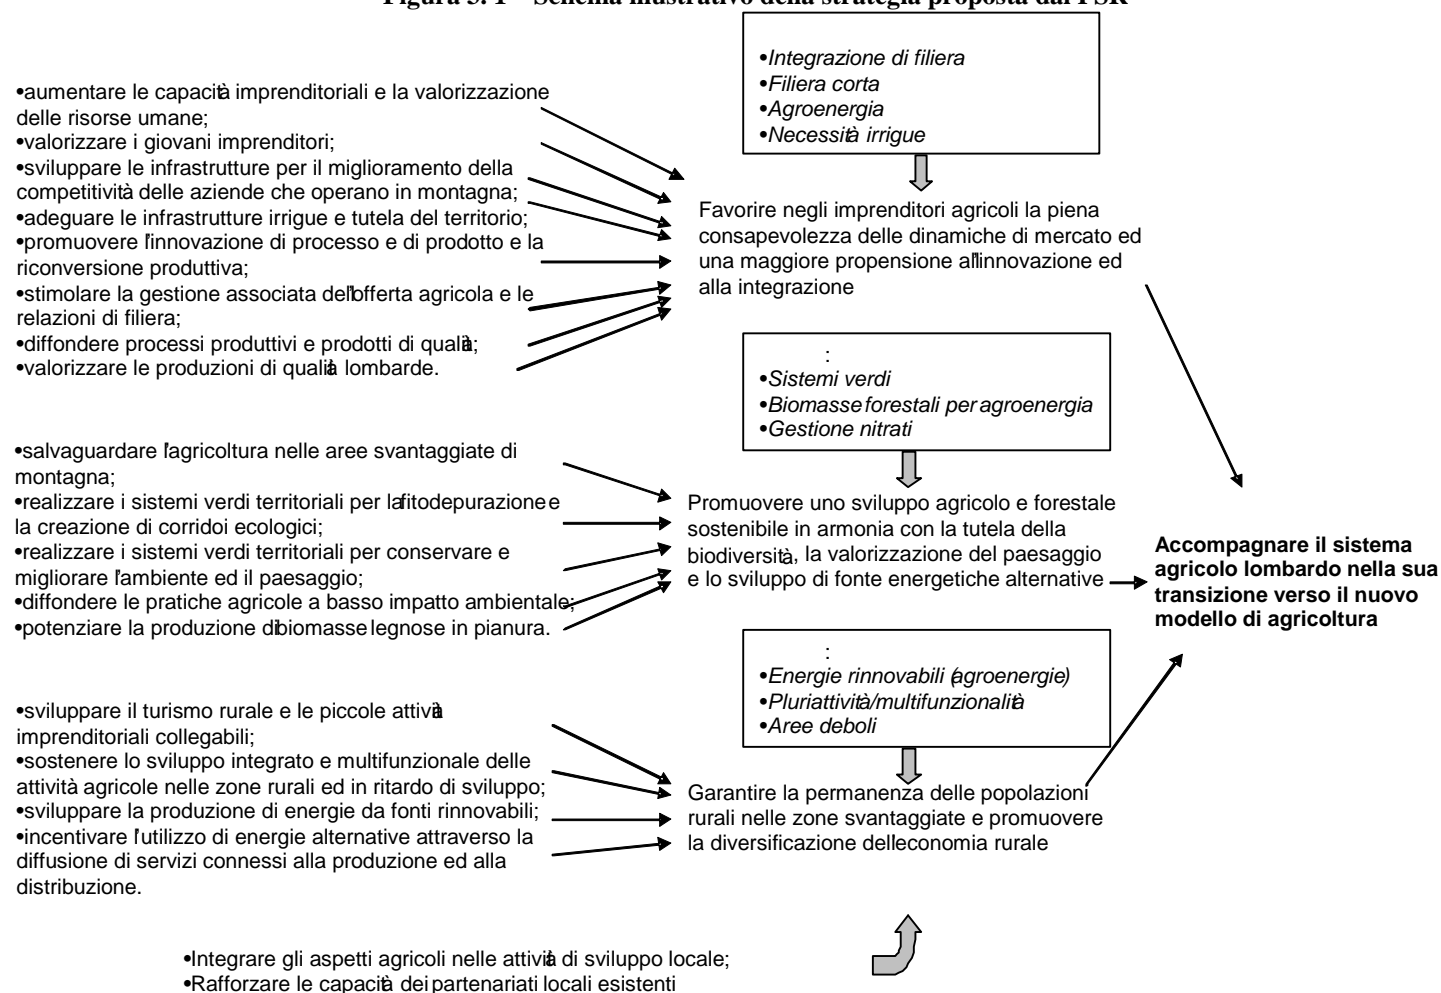 Figura 3. 1 – Schema illustrativo della strategia proposta dal PSR
•Integrazione di filiera
•Filiera corta
•Agroenergia
•Necessità irrigue
•aumentare le capacità imprenditoriali e la valorizzazione
delle risorse umane;
•valorizzare i giovani imprenditori;
•sviluppare le infrastrutture per il miglioramento della
competitività delle aziende che operano in montagna;
•adeguare le infrastrutture irrigue e tutela del territorio;
•promuovere l'innovazione di processo e di prodotto e la
riconversione produttiva;
•stimolare la gestione associata dell'offerta agricola e le
relazioni di filiera;
•diffondere processi produttivi e prodotti di qualità;
•valorizzare le produzioni di qualità lombarde.
Favorire negli imprenditori agricoli la piena
consapevolezza delle dinamiche di mercato ed
una maggiore propensione all'innovazione ed
alla integrazione
:
•Sistemi verdi
•Biomasse forestali per agroenergia
•Gestione nitrati
•salvaguardare l'agricoltura nelle aree svantaggiate di
montagna;
•realizzare i sistemi verdi territoriali per la fitodepurazione e
la creazione di corridoi ecologici;
•realizzare i sistemi verdi territoriali per conservare e
migliorare l'ambiente ed il paesaggio;
•diffondere le pratiche agricole a basso impatto ambientale;
•potenziare la produzione di biomasse legnose in pianura.
Promuovere uno sviluppo agricolo e forestale
sostenibile in armonia con la tutela della
biodiversità, la valorizzazione del paesaggio
e lo sviluppo di fonte energetiche alternative
Accompagnare il sistema
agricolo lombardo nella sua
transizione verso il nuovo
modello di agricoltura
:
•Energie rinnovabili (agroenergie)
•Pluriattività/multifunzionalità
•Aree deboli
•sviluppare il turismo rurale e le piccole attività
imprenditoriali collegabili;
•sostenere lo sviluppo integrato e multifunzionale delle
attività agricole nelle zone rurali ed in ritardo di sviluppo;
•sviluppare la produzione di energie da fonti rinnovabili;
•incentivare l'utilizzo di energie alternative attraverso la
diffusione di servizi connessi alla produzione ed alla
distribuzione.
Garantire la permanenza delle popolazioni
rurali nelle zone svantaggiate e promuovere
la diversificazione dell'economia rurale
•Integrare gli aspetti agricoli nelle attività di sviluppo locale;
•Rafforzare le capacità dei partenariati locali esistenti